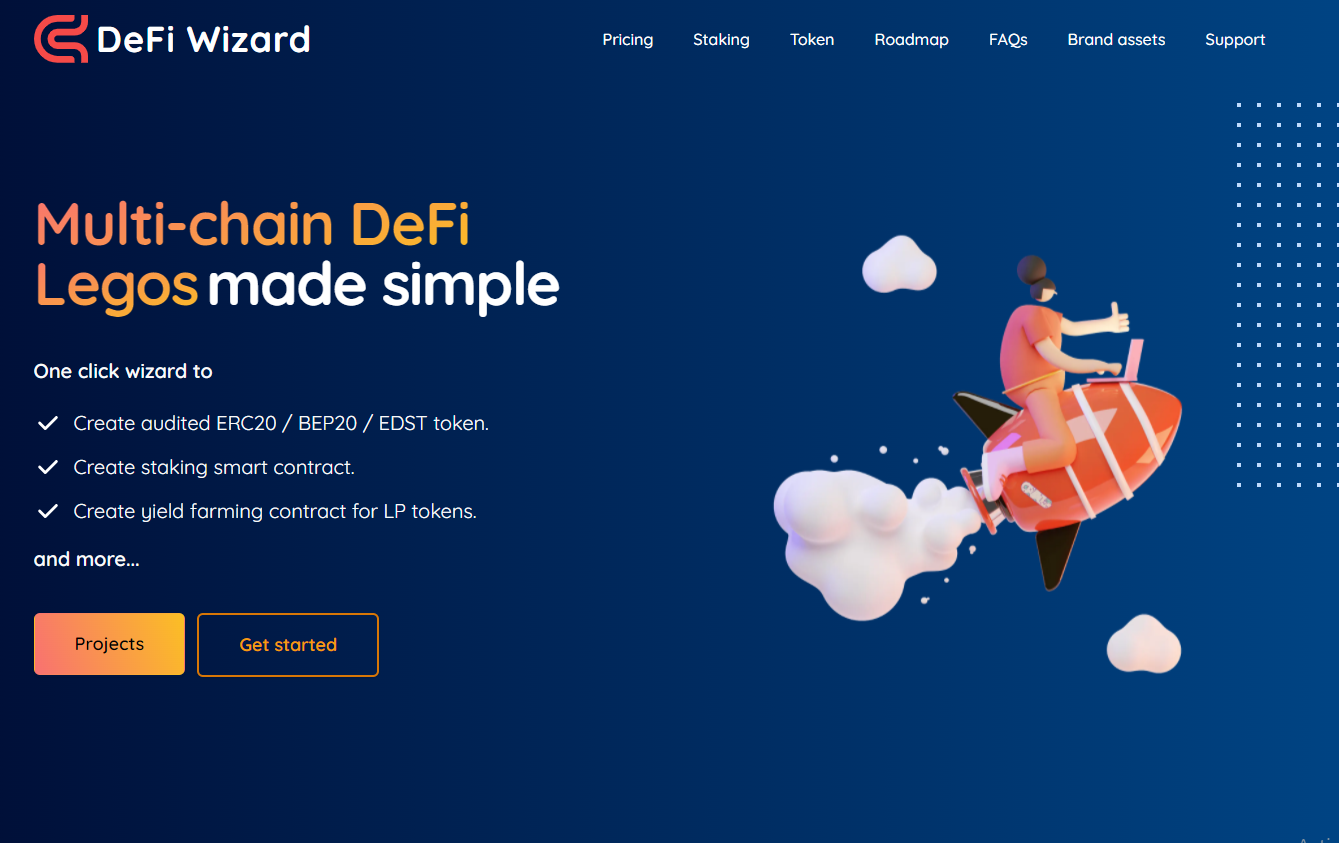 DeFi Wizard
Pricing Staking Token Roadmap FAQs Brand assets Support
Multi-chain DeFi
Legos made simple
One click wizard to
Create audited ERC20 / BEP20 / EDST token.
Create staking smart contract.
Create yield farming contract for LP tokens.
and more...
Projects Get started